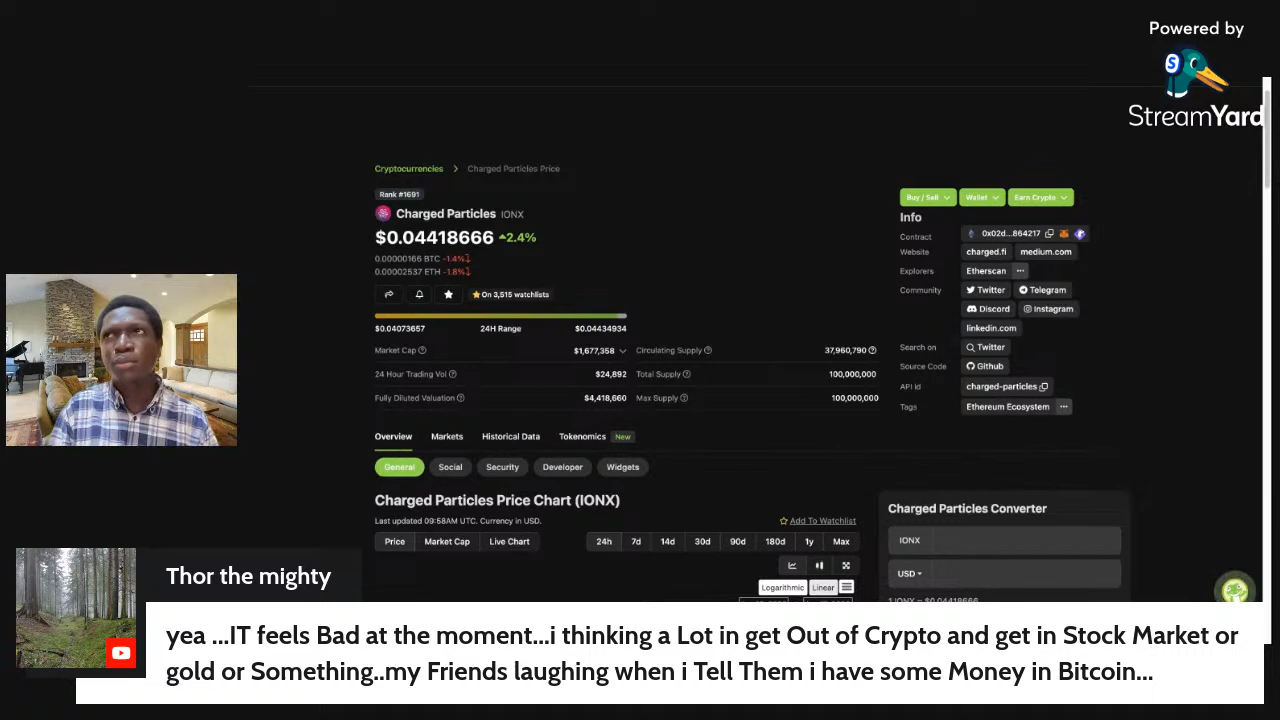 Powered by
StreamYard
Cryptocurrencies > Charged Particles Price
Rank #1691
Charged Particles IONX
$0.04418666 2.4%
0.00000166 BTC -1.4%
0.00002537 ETH -1.8%
On 3,515 watchlists
$0.04073657 24H Range $0.04434934
Market Cap $1,677,358
24 Hour Trading Vol $24,892
Fully Diluted Valuation $4,418,660
Circulating Supply 37,960,790
Total Supply 100,000,000
Max Supply 100,000,000
Buy / Sell Wallet Earn Crypto
Info
Contract 0x02d...864217
Website charged.fi medium.com
Explorers Etherscan
Community Twitter Telegram
Discord Instagram
linkedin.com
Search on Twitter
Source Code Github
API id charged-particles
Tags Ethereum Ecosystem
Overview Markets Historical Data Tokenomics New
General Social Security Developer Widgets
Charged Particles Price Chart (IONX)
Last updated 09:58AM UTC. Currency in USD.
Add To Watchlist
Price Market Cap Live Chart 24h 7d 14d 30d 90d 180d 1y Max
Logarithmic Linear
Charged Particles Converter
IONX
USD
1 IONX = $0.04418666
Thor the mighty
yea ...IT feels Bad at the moment...i thinking a Lot in get Out of Crypto and get in Stock Market or
gold or Something..my Friends laughing when i Tell Them i have some Money in Bitcoin...